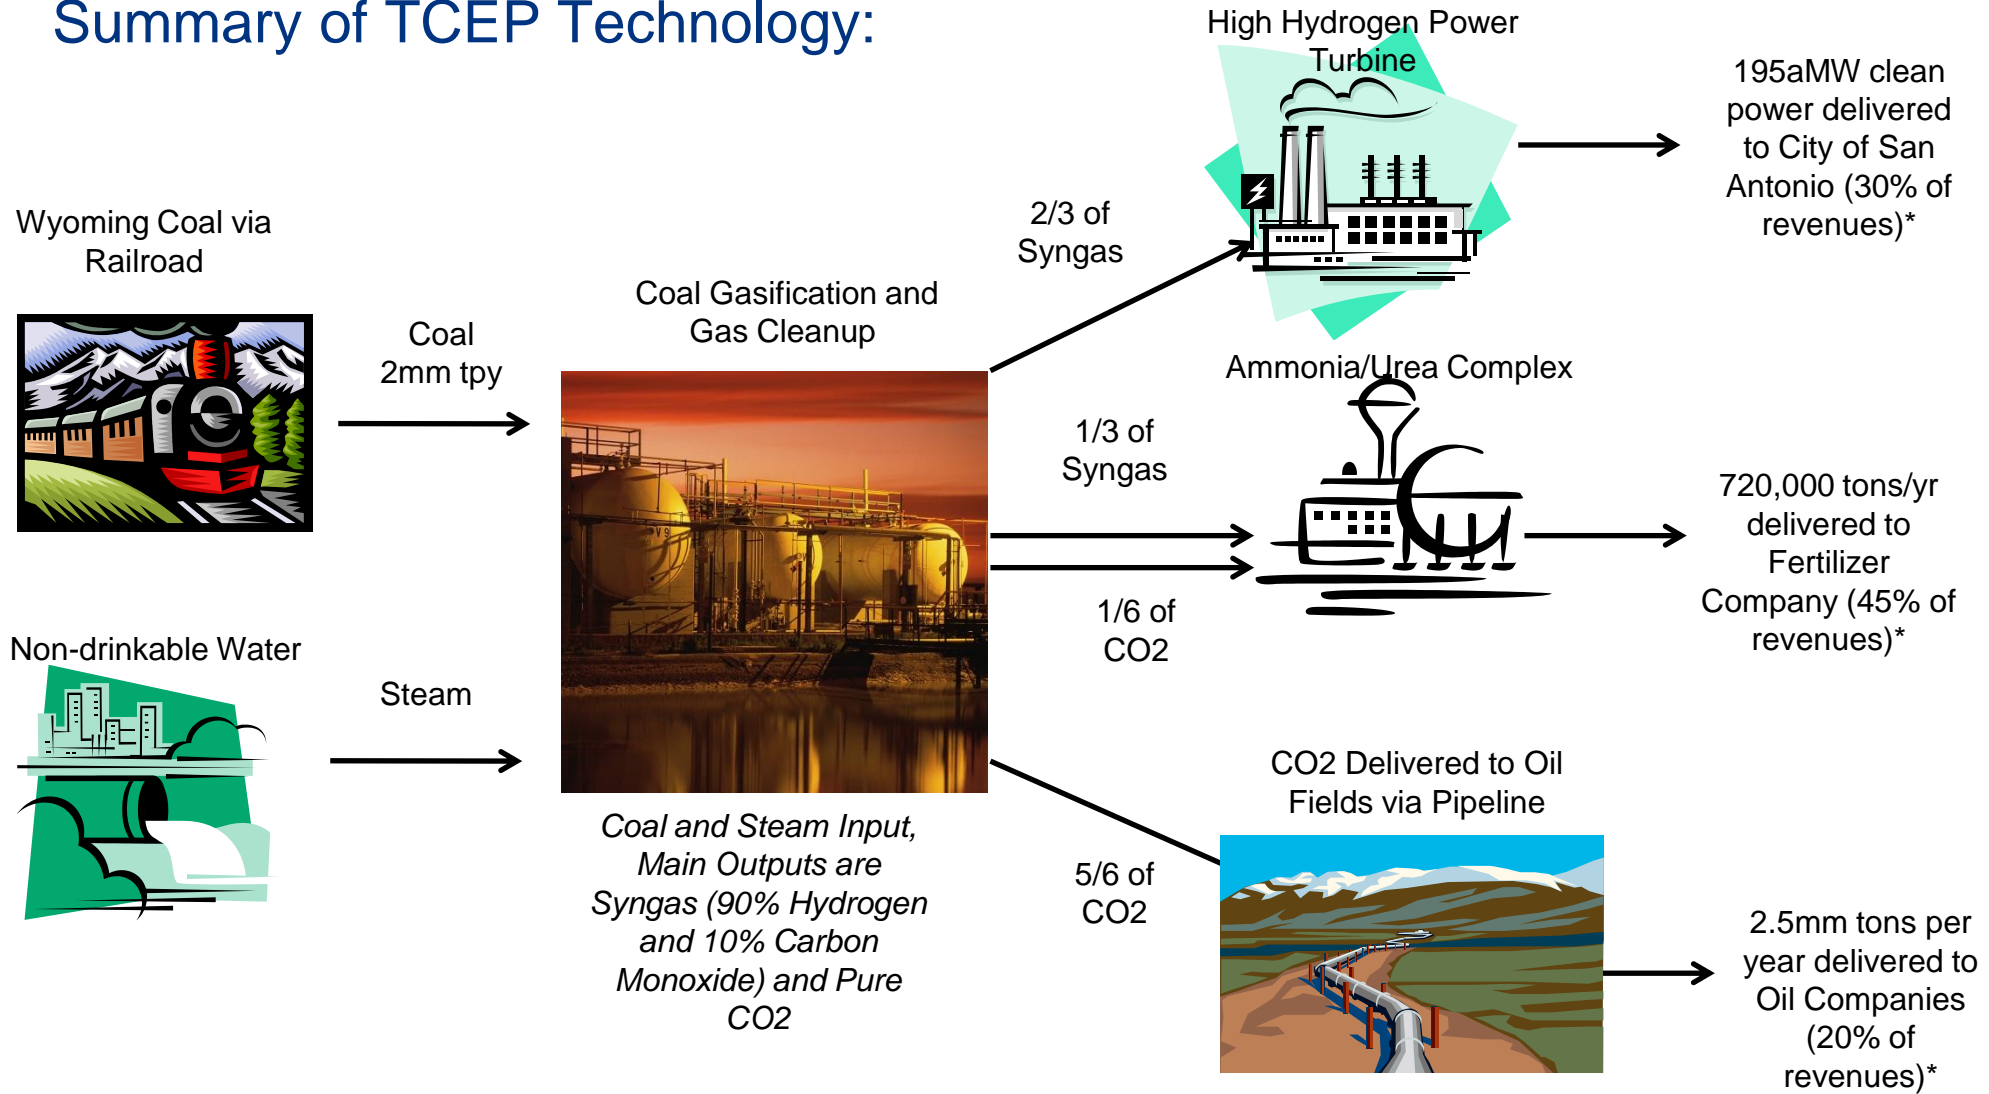 Summary of TCEP Technology:
High Hydrogen Power
Turbine
195aMW clean
power delivered
to City of San
Antonio (30% of
revenues)*
2/3 of
Syngas
Wyoming Coal via
Railroad
Coal
2mm tpy
Coal Gasification and
Gas Cleanup
Ammonia/Urea Complex
1/3 of
Syngas
720,000 tons/yr
delivered to
Fertilizer
Company (45% of
revenues)*
1/6 of
CO2
Non-drinkable Water
Steam
CO2 Delivered to Oil
Fields via Pipeline
Coal and Steam Input,
Main Outputs are
Syngas (90% Hydrogen
and 10% Carbon
Monoxide) and Pure
CO2
5/6 of
CO2
2.5mm tons per
year delivered to
Oil Companies
(20% of
revenues)*